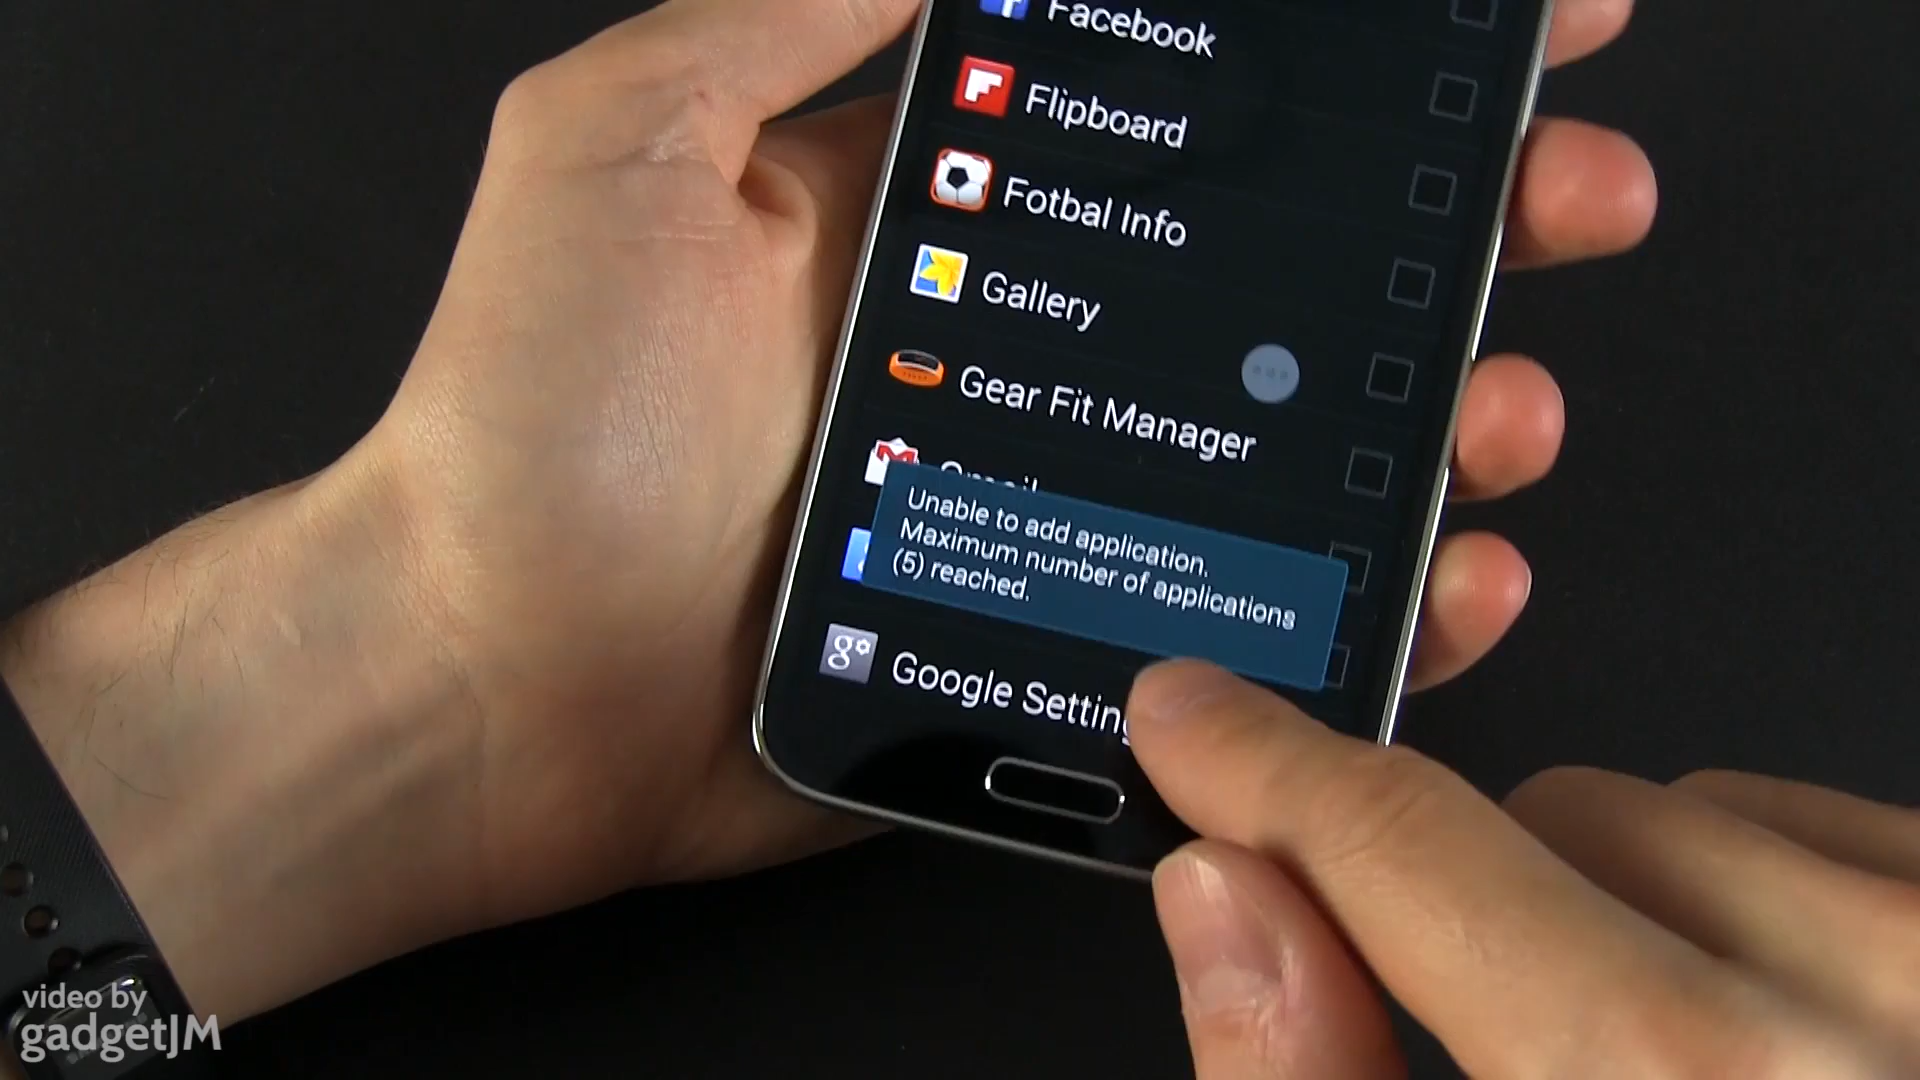 Facebook
Flipboard
Fotbal Info
Gallery
Gear Fit Manager
Gmail
Unable to add application.
Maximum number of applications
(5) reached.
Google Setting
video by
gadgetJM